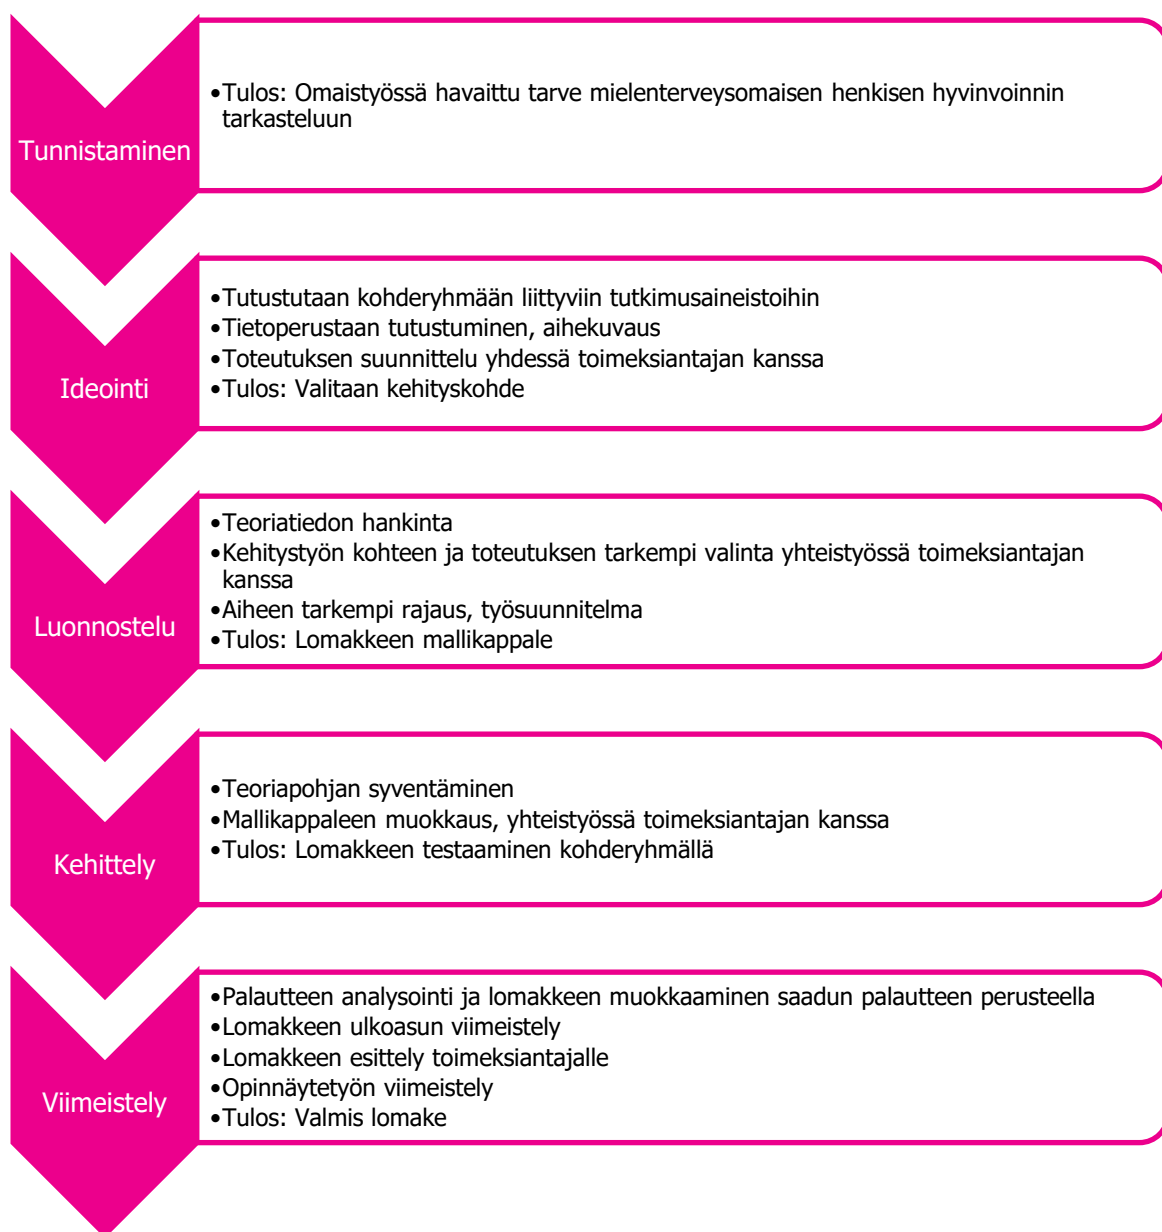 Tunnistaminen
•Tulos: Omaistyössä havaittu tarve mielenterveysomaisen henkisen hyvinvoinnin
tarkasteluun
Ideointi
•Tutustutaan kohderyhmään liittyviin tutkimusaineistoihin
•Tietoperustaan tutustuminen, aihekuvaus
•Toteutuksen suunnittelu yhdessä toimeksiantajan kanssa
•Tulos: Valitaan kehityskohde
Luonnostelu
•Teoriatiedon hankinta
•Kehitystyön kohteen ja toteutuksen tarkempi valinta yhteistyössä toimeksiantajan
kanssa
•Aiheen tarkempi rajaus, työsuunnitelma
•Tulos: Lomakkeen mallikappale
Kehittely
•Teoriapohjan syventäminen
•Mallikappaleen muokkaus, yhteistyössä toimeksiantajan kanssa
•Tulos: Lomakkeen testaaminen kohderyhmällä
Viimeistely
•Palautteen analysointi ja lomakkeen muokkaaminen saadun palautteen perusteella
•Lomakkeen ulkoasun viimeistely
•Lomakkeen esittely toimeksiantajalle
•Opinnäytetyön viimeistely
•Tulos: Valmis lomake